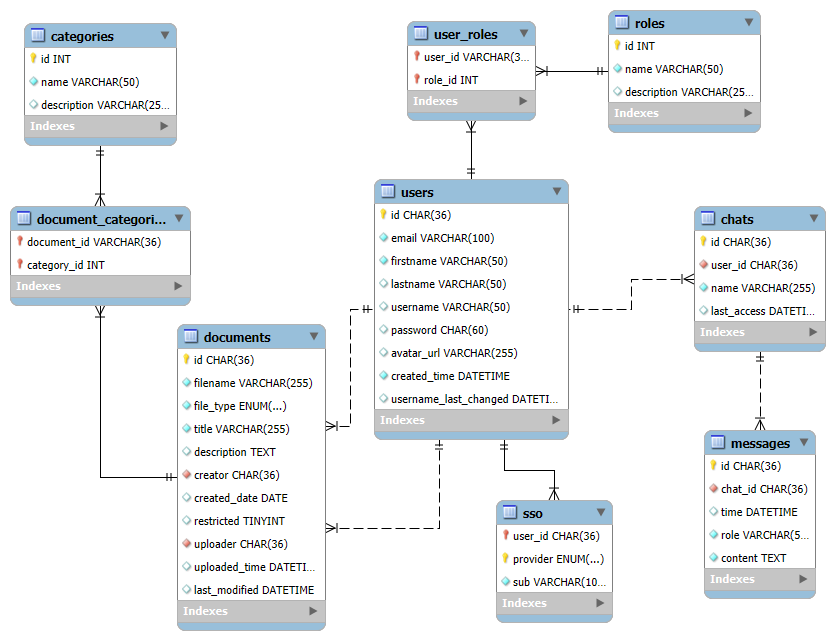 categories
id INT
name VARCHAR(50)
description VARCHAR(25...
Indexes
user_roles
user_id VARCHAR(3...
role_id INT
Indexes
roles
id INT
name VARCHAR(50)
description VARCHAR(25...
Indexes
document_categori...
document_id VARCHAR(36)
category_id INT
Indexes
users
id CHAR(36)
email VARCHAR(100)
firstname VARCHAR(50)
lastname VARCHAR(50)
username VARCHAR(50)
password CHAR(60)
avatar_url VARCHAR(255)
created_time DATETIME
username_last_changed DATETI...
Indexes
chats
id CHAR(36)
user_id CHAR(36)
name VARCHAR(255)
last_access DATETI...
Indexes
documents
id CHAR(36)
filename VARCHAR(255)
file_type ENUM(...)
title VARCHAR(255)
description TEXT
creator CHAR(36)
created_date DATE
restricted TINYINT
uploader CHAR(36)
uploaded_time DATETI...
last_modified DATETIME
Indexes
sso
user_id CHAR(36)
provider ENUM(...)
sub VARCHAR(10...
Indexes
messages
id CHAR(36)
chat_id CHAR(36)
time DATETIME
role VARCHAR(5...
content TEXT
Indexes